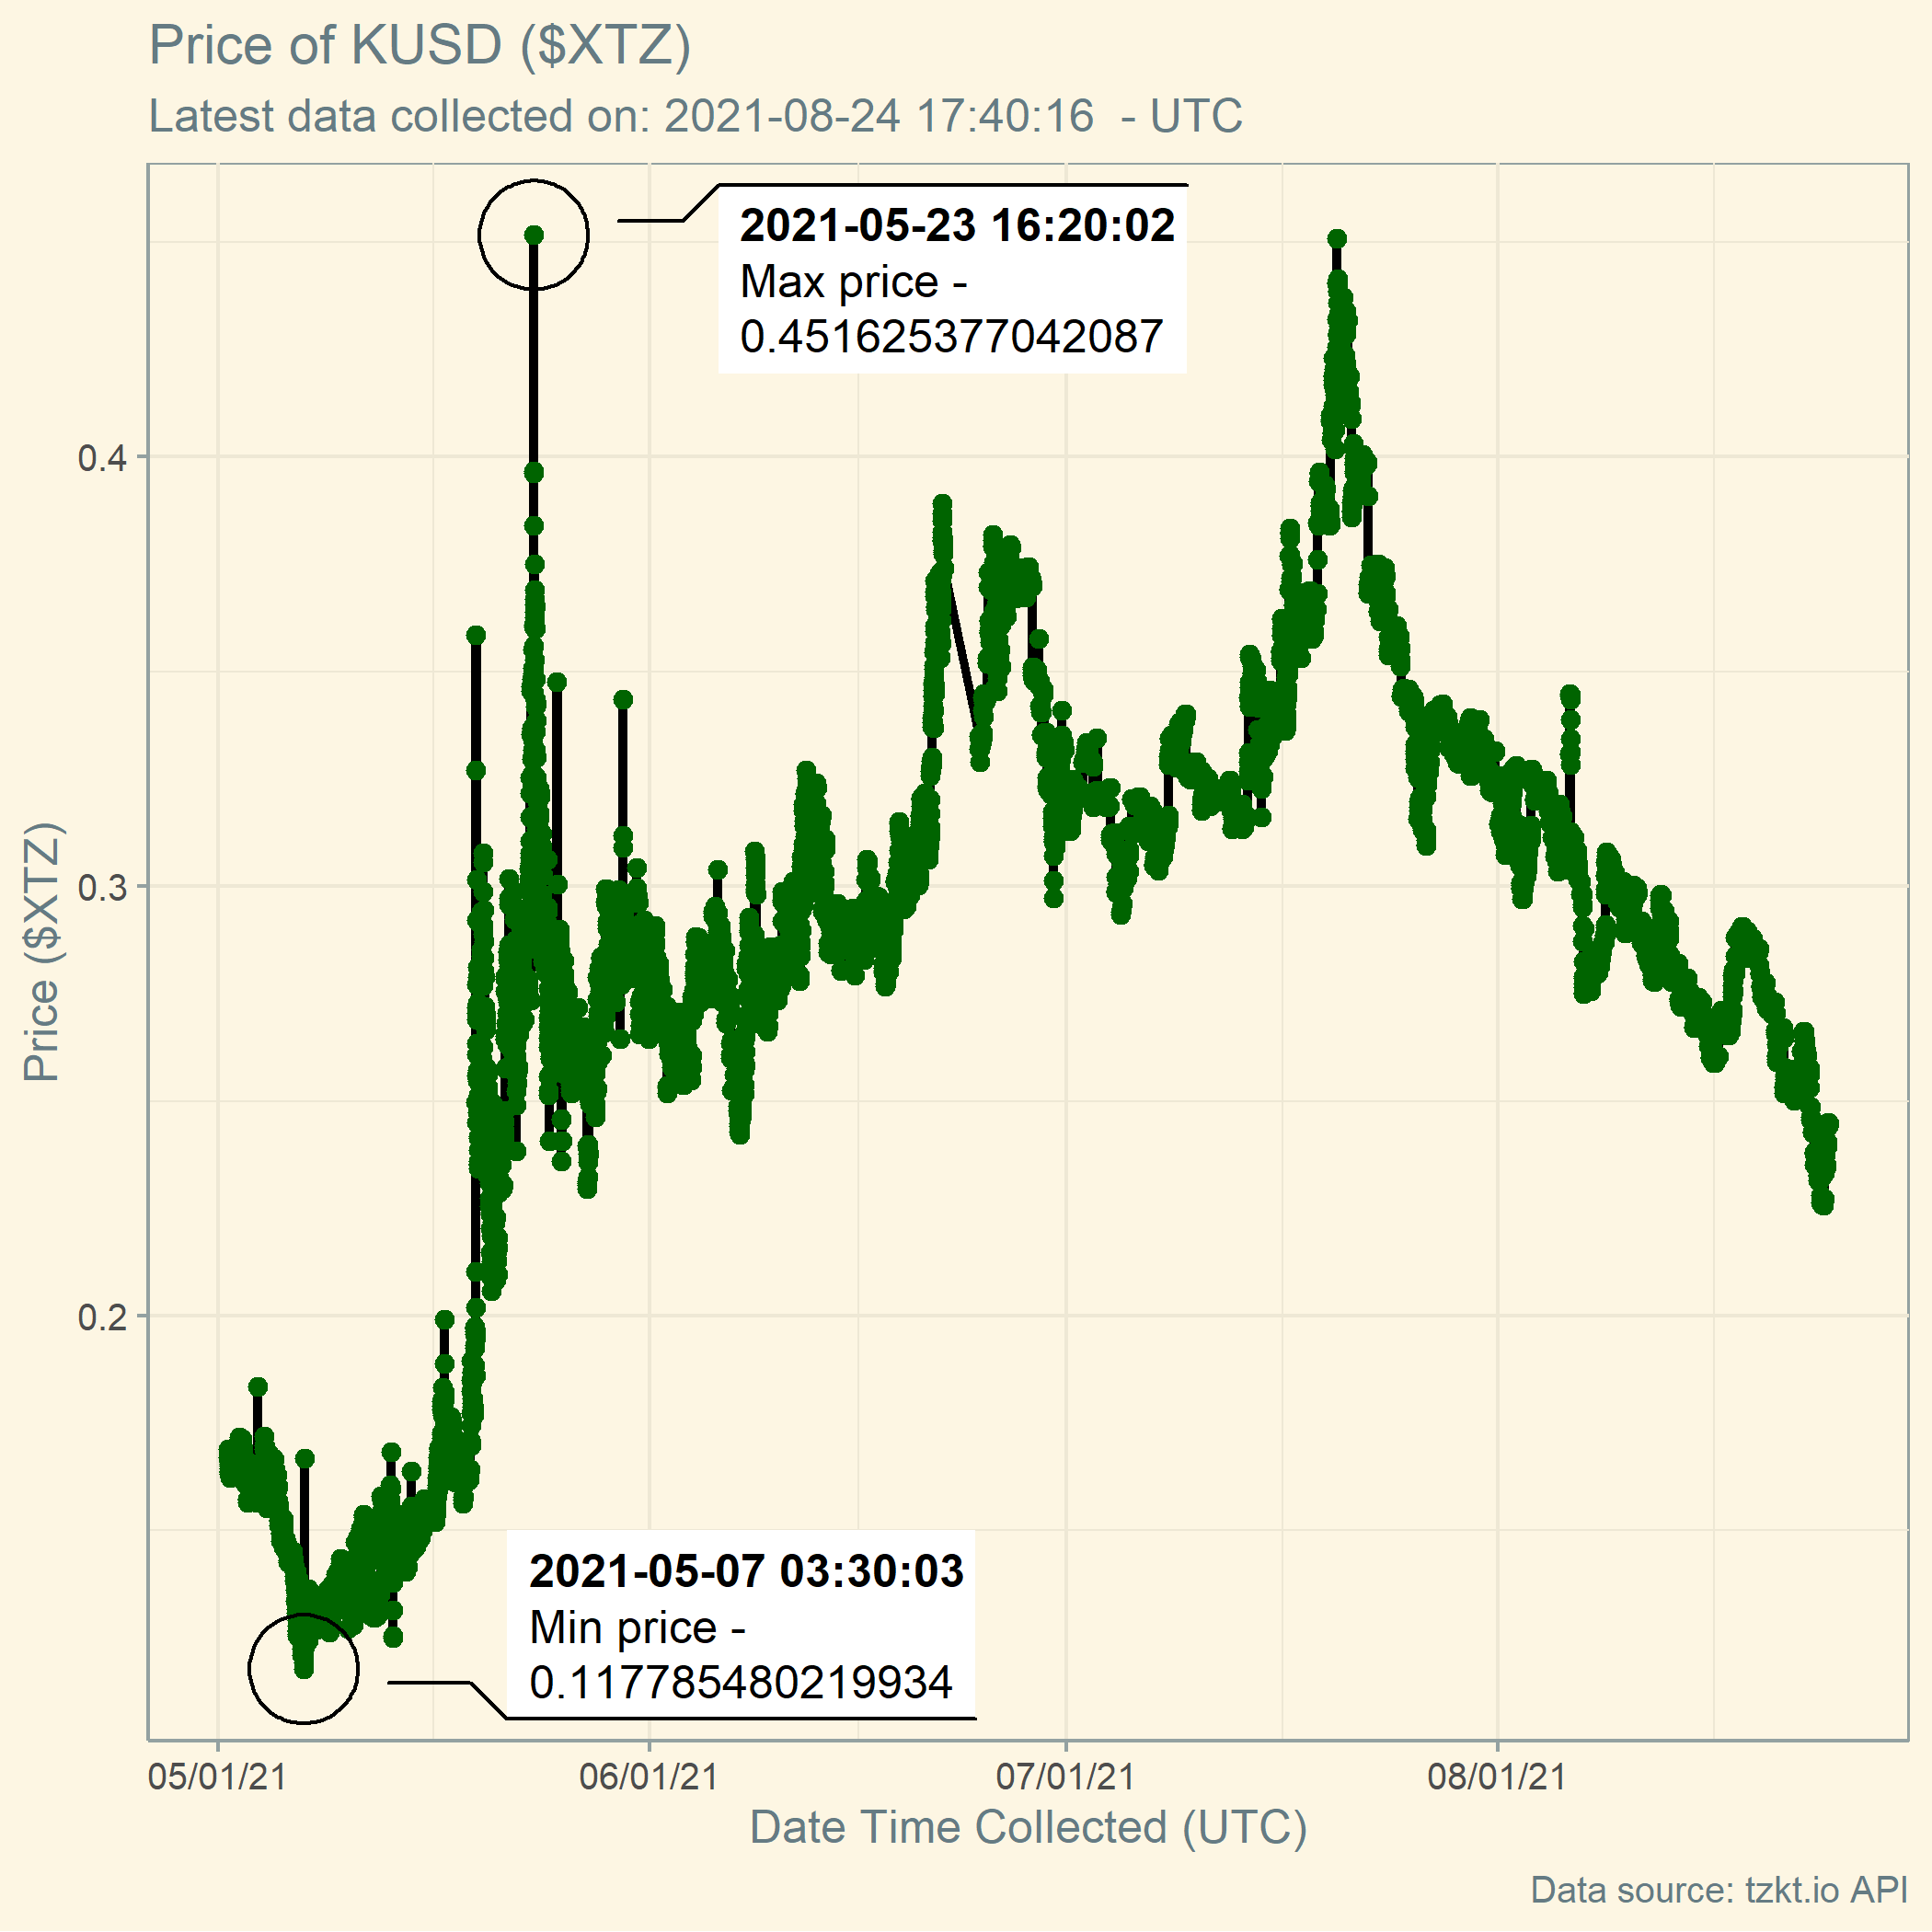 Price of KUSD ($XTZ)
Latest data collected on: 2021-08-24 17:40:16  - UTC
2021-05-23 16:20:02
Max price -
0.451625377042087
0.4
0.3
0.2
Price ($XTZ)
2021-05-07 03:30:03
Min price -
0.117785480219934
05/01/21
06/01/21
07/01/21
08/01/21
Date Time Collected (UTC)
Data source: tzkt.io API